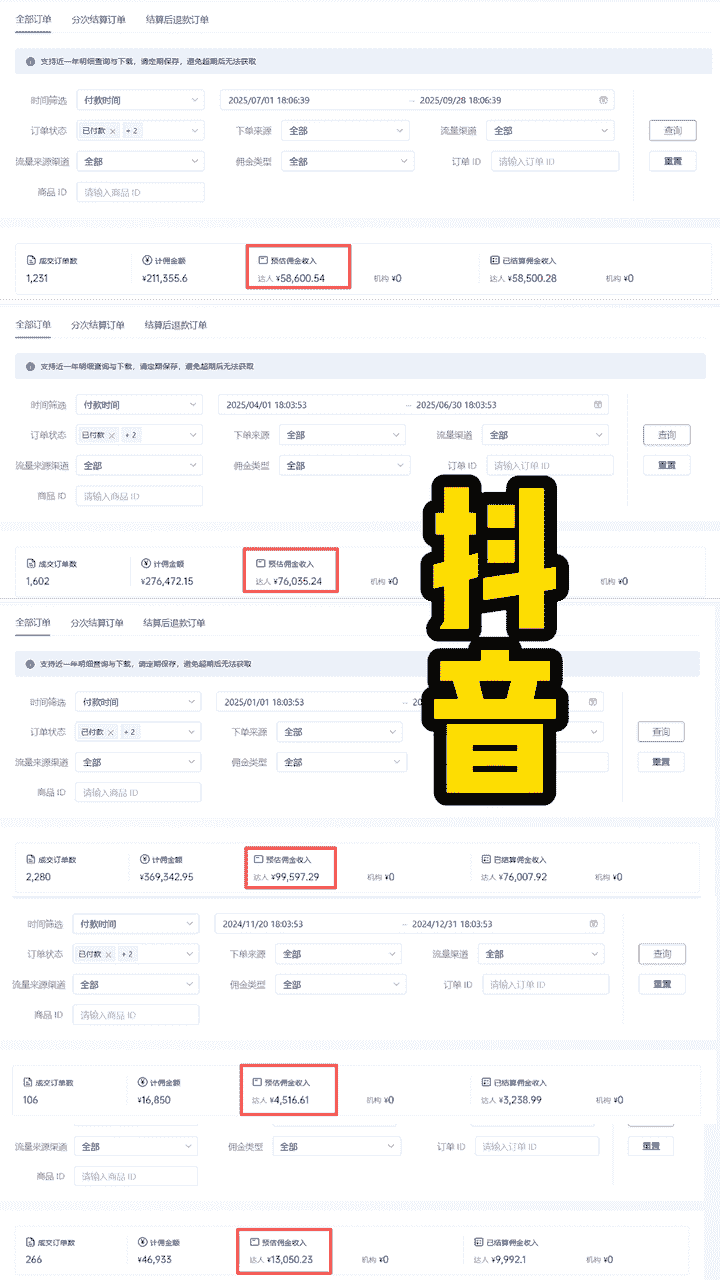 全部订单 分次结算订单 结算后退款订单
支持近一年明细查询与下载，请定期保存，避免超期后无法获取
时间筛选 付款时间 2025/07/01 18:06:39 → 2025/09/28 18:06:39
订单状态 已付款 × + 2 下单来源 全部 流量渠道 全部 查询
流量来源渠道 全部 佣金类型 全部 订单 ID 请输入订单 ID 重置
商品 ID 请输入商品 ID
成交订单数 计佣金额 预估佣金收入 已结算佣金收入
1,231 ¥211,355.6 达人 ¥58,600.54 机构 ¥0 达人 ¥58,500.28 机构 ¥0
全部订单 分次结算订单 结算后退款订单
支持近一年明细查询与下载，请定期保存，避免超期后无法获取
时间筛选 付款时间 2025/04/01 18:03:53 → 2025/06/30 18:03:53
订单状态 已付款 × + 2 下单来源 全部 流量渠道 全部 查询
流量来源渠道 全部 佣金类型 全部 订单 ID 请输入订单 ID 重置
商品 ID 请输入商品 ID
成交订单数 计佣金额 预估佣金收入
1,602 ¥276,472.15 达人 ¥76,035.24 机构 ¥0 机构 ¥0
抖音
全部订单 分次结算订单 结算后退款订单
支持近一年明细查询与下载，请定期保存，避免超期后无法获取
时间筛选 付款时间 2025/01/01 18:03:53 →
订单状态 已付款 × + 2 下单来源 全部 查询
流量来源渠道 全部 佣金类型 全部 重置
商品 ID 请输入商品 ID
成交订单数 计佣金额 预估佣金收入 已结算佣金收入
2,280 ¥369,342.95 达人 ¥99,597.29 机构 ¥0 达人 ¥76,007.92 机构 ¥0
时间筛选 付款时间 2024/11/20 18:03:53 → 2024/12/31 18:03:53
订单状态 已付款 × + 2 下单来源 全部 流量渠道 全部 查询
流量来源渠道 全部 佣金类型 全部 订单 ID 请输入订单 ID 重置
商品 ID 请输入商品 ID
成交订单数 计佣金额 预估佣金收入 已结算佣金收入
106 ¥16,850 达人 ¥4,516.61 机构 ¥0 达人 ¥3,238.99 机构 ¥0
流量来源渠道 全部 佣金类型 全部 订单 ID 请输入订单 ID 重置
商品 ID 请输入商品 ID
成交订单数 计佣金额 预估佣金收入 已结算佣金收入
266 ¥46,933 达人 ¥13,050.23 机构 ¥0 达人 ¥9,992.1 机构 ¥0